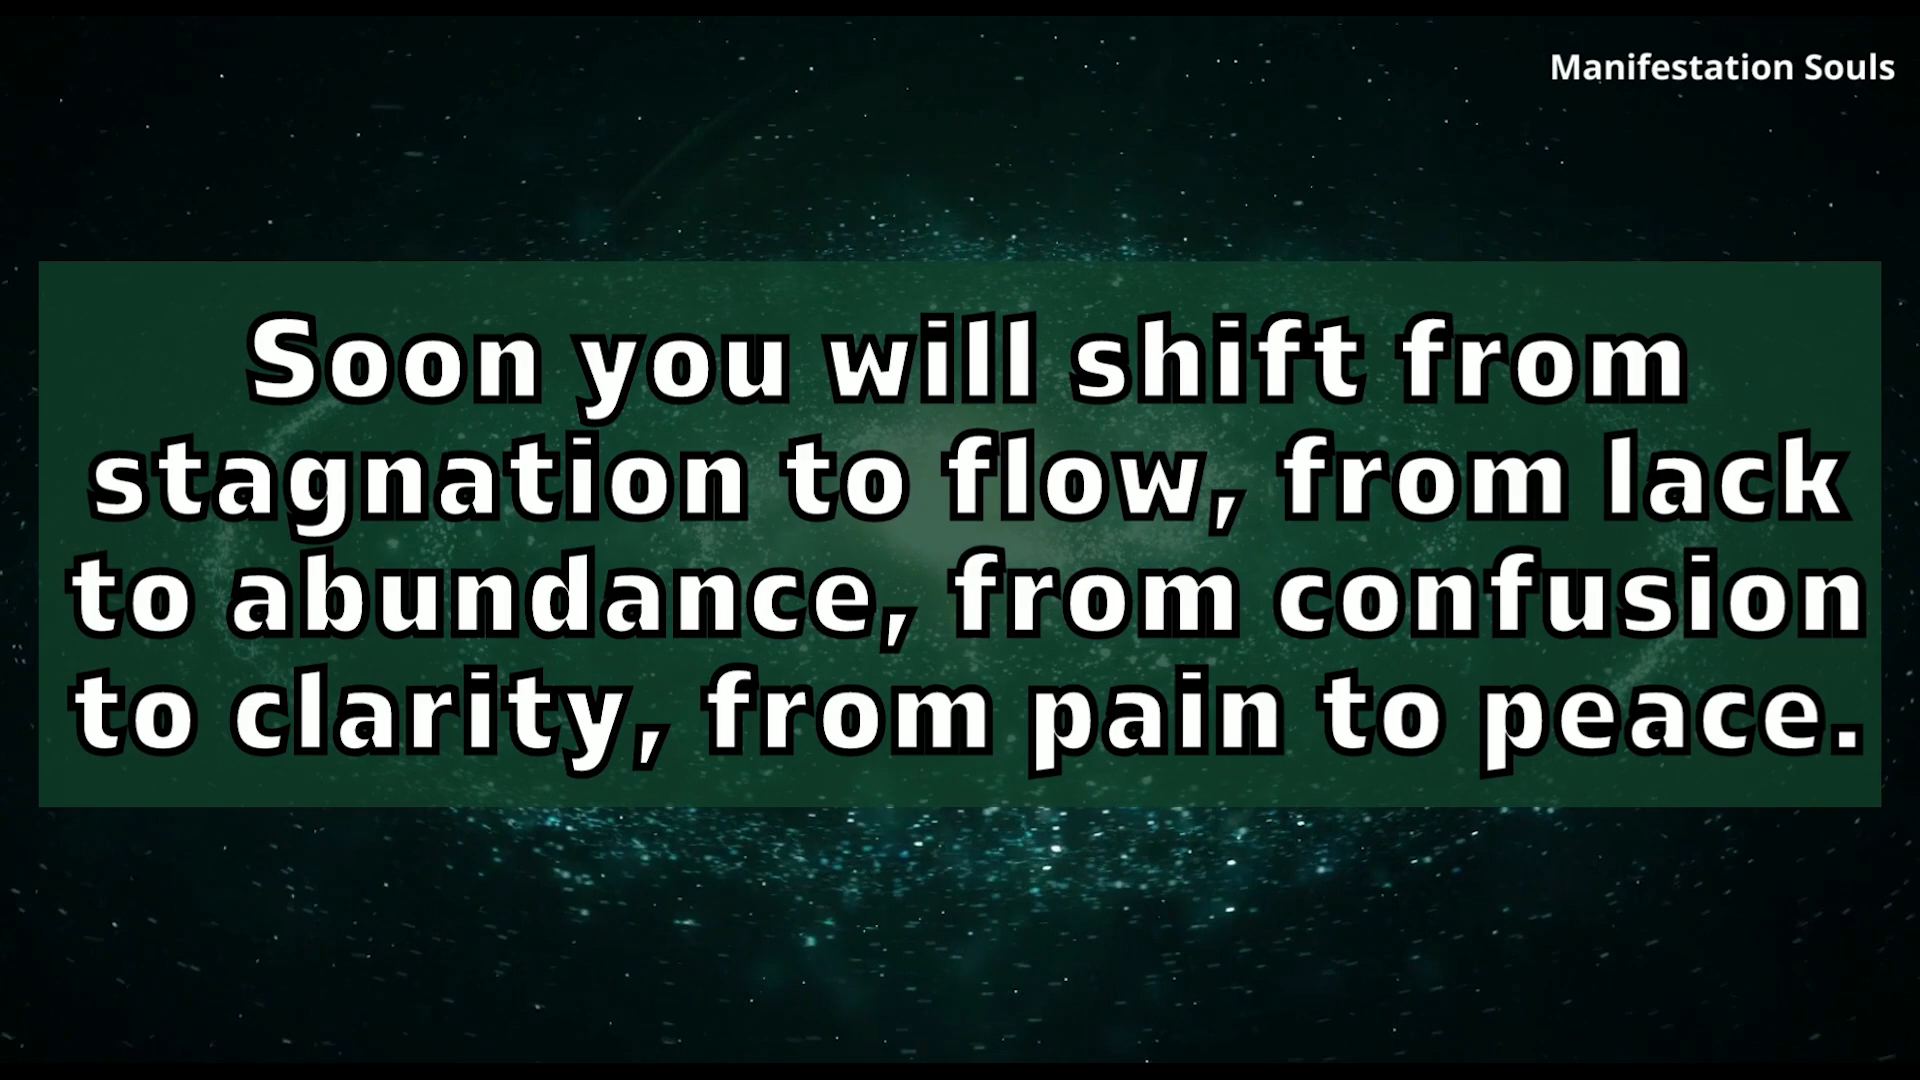 Manifestation Souls
Soon you will shift from
stagnation to flow, from lack
to abundance, from confusion
to clarity, from pain to peace.